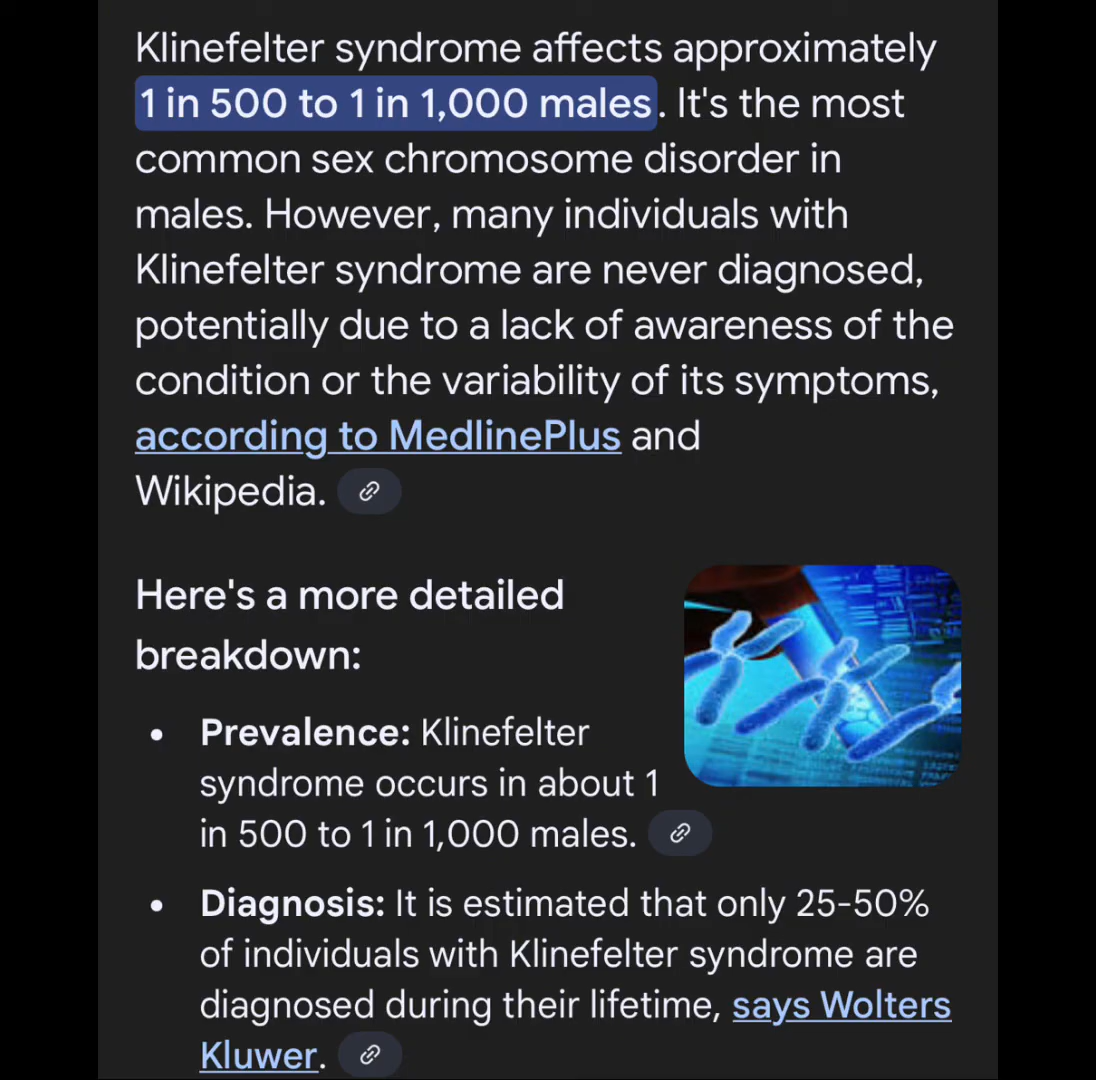 Klinefelter syndrome affects approximately
1 in 500 to 1 in 1,000 males. It's the most
common sex chromosome disorder in
males. However, many individuals with
Klinefelter syndrome are never diagnosed,
potentially due to a lack of awareness of the
condition or the variability of its symptoms,
according to MedlinePlus and
Wikipedia.
Here's a more detailed
breakdown:
• Prevalence: Klinefelter
syndrome occurs in about 1
in 500 to 1 in 1,000 males.
• Diagnosis: It is estimated that only 25-50%
of individuals with Klinefelter syndrome are
diagnosed during their lifetime, says Wolters
Kluwer.